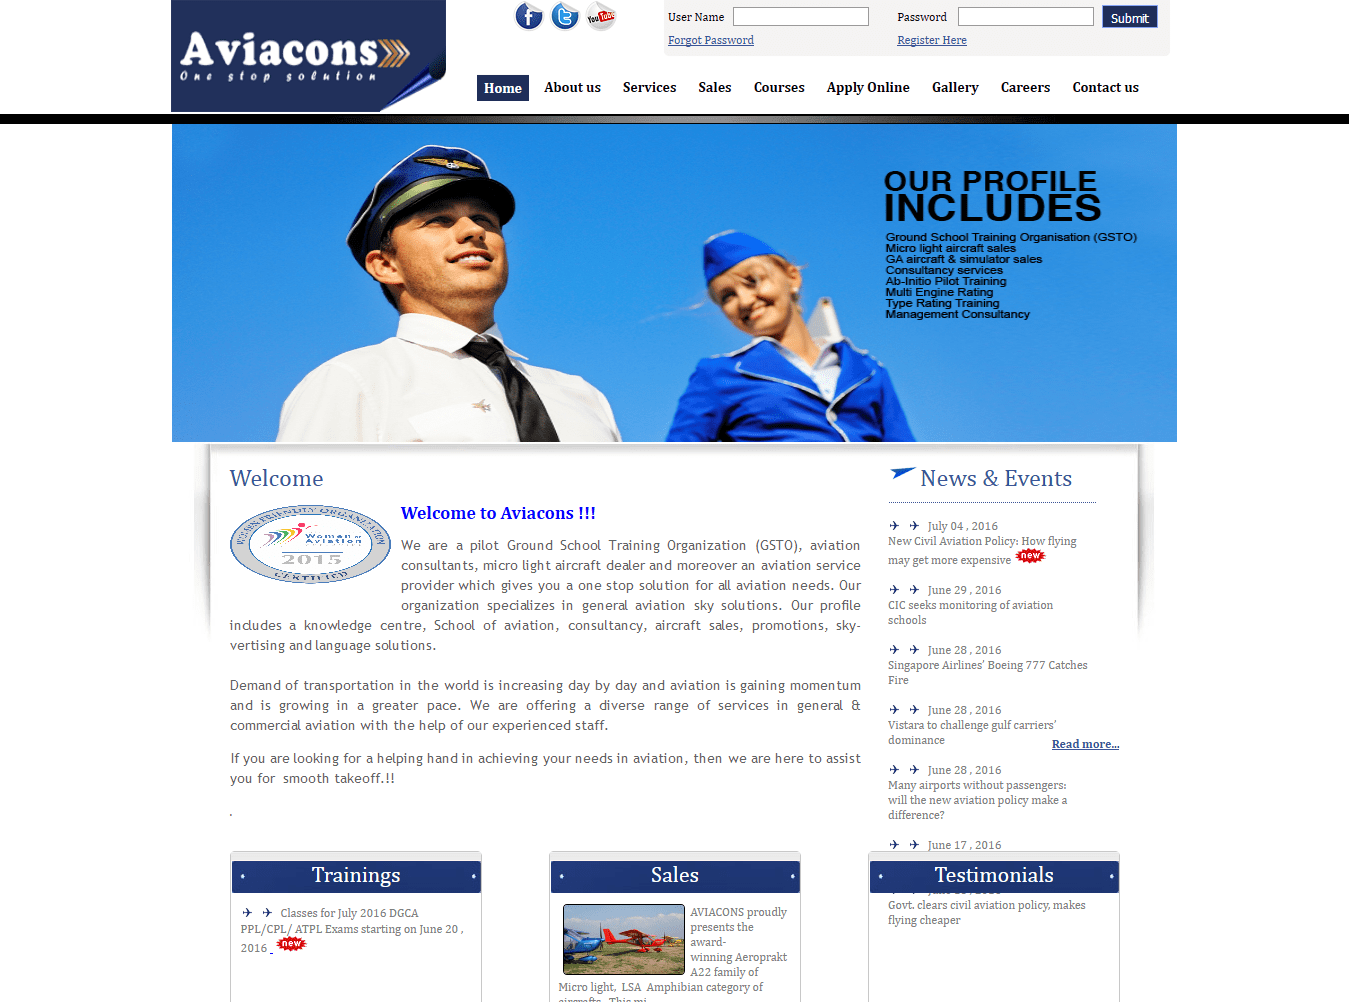 Aviacons
One stop solution
User Name
Password
Submit
Forgot Password
Register Here
Home
About us
Services
Sales
Courses
Apply Online
Gallery
Careers
Contact us
OUR PROFILE
INCLUDES
Ground School Training Organisation (GSTO)
Micro light aircraft sales
GA aircraft & simulator sales
Consultancy services
Ab-Initio Pilot Training
Multi Engine Rating
Type Rating Training
Management Consultancy
Welcome
Welcome to Aviacons !!!
We are a pilot Ground School Training Organization (GSTO), aviation
consultants, micro light aircraft dealer and moreover an aviation service
provider which gives you a one stop solution for all aviation needs. Our
organization specializes in general aviation sky solutions. Our profile
includes a knowledge centre, School of aviation, consultancy, aircraft sales, promotions, sky-
vertising and language solutions.
Demand of transportation in the world is increasing day by day and aviation is gaining momentum
and is growing in a greater pace. We are offering a diverse range of services in general &
commercial aviation with the help of our experienced staff.
If you are looking for a helping hand in achieving your needs in aviation, then we are here to assist
you for smooth takeoff.!!
.
FRIENDLY ORGANIZATION
Women of
Aviation
2015
CERTIFIED
News & Events
July 04 , 2016
New Civil Aviation Policy: How flying
may get more expensive new
June 29 , 2016
CIC seeks monitoring of aviation
schools
June 28 , 2016
Singapore Airlines' Boeing 777 Catches
Fire
June 28 , 2016
Vistara to challenge gulf carriers'
dominance
Read more...
June 28 , 2016
Many airports without passengers:
will the new aviation policy make a
difference?
June 17 , 2016
Govt. clears civil aviation policy, makes
flying cheaper
Trainings
Classes for July 2016 DGCA
PPL/CPL/ ATPL Exams starting on June 20 ,
2016 new
Sales
AVIACONS proudly
presents the
award-
winning Aeroprakt
A22 family of
Micro light, LSA Amphibian category of
aircrafts. This mi
Testimonials
You Tube